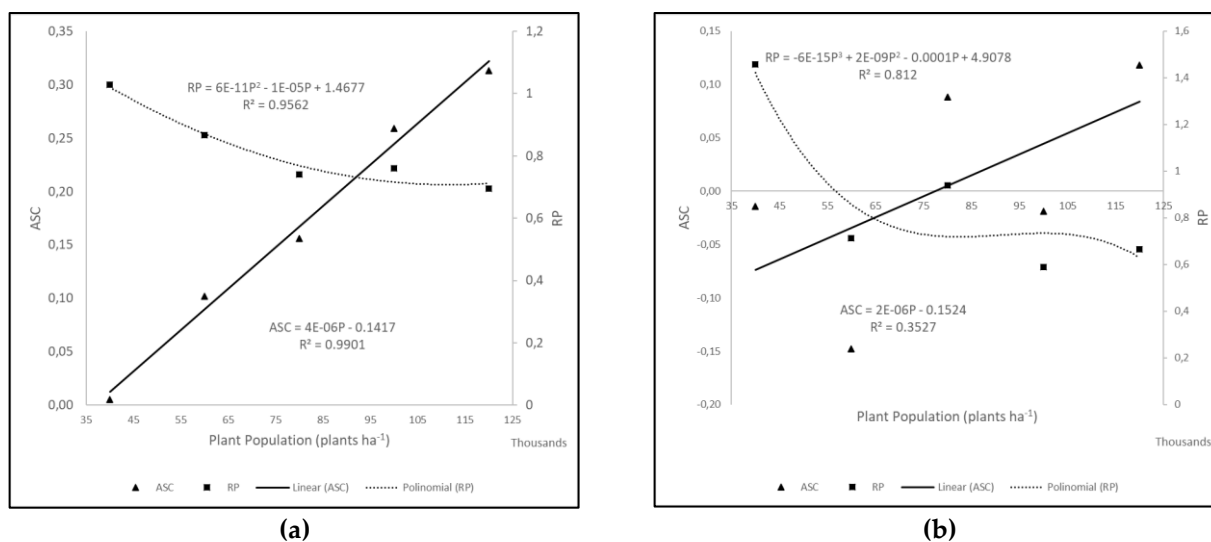 0,35
0,30
0,25
0,20
0,15
0,10
0,05
0,00
ASC
RP = 6E-11P² - 1E-05P + 1.4677
R² = 0.9562
ASC = 4E-06P - 0.1417
R² = 0.9901
1,2
1
0,8
0,6
0,4
0,2
0
RP
35 45 55 65 75 85 95 105 115 125
Plant Population (plants ha⁻¹)
Thousands
ASC RP Linear (ASC) Polinomial (RP)
(a)
0,15
0,10
0,05
0,00
-0,05
-0,10
-0,15
-0,20
ASC
RP = -6E-15P³ + 2E-09P² - 0.0001P + 4.9078
R² = 0.812
35 45 55 65 75 85 95 105 115 125
ASC = 2E-06P - 0.1524
R² = 0.3527
1,6
1,4
1,2
1
0,8
0,6
0,4
0,2
0
RP
Plant Population (plants ha⁻¹)
Thousands
ASC RP Linear (ASC) Polinomial (RP)
(b)